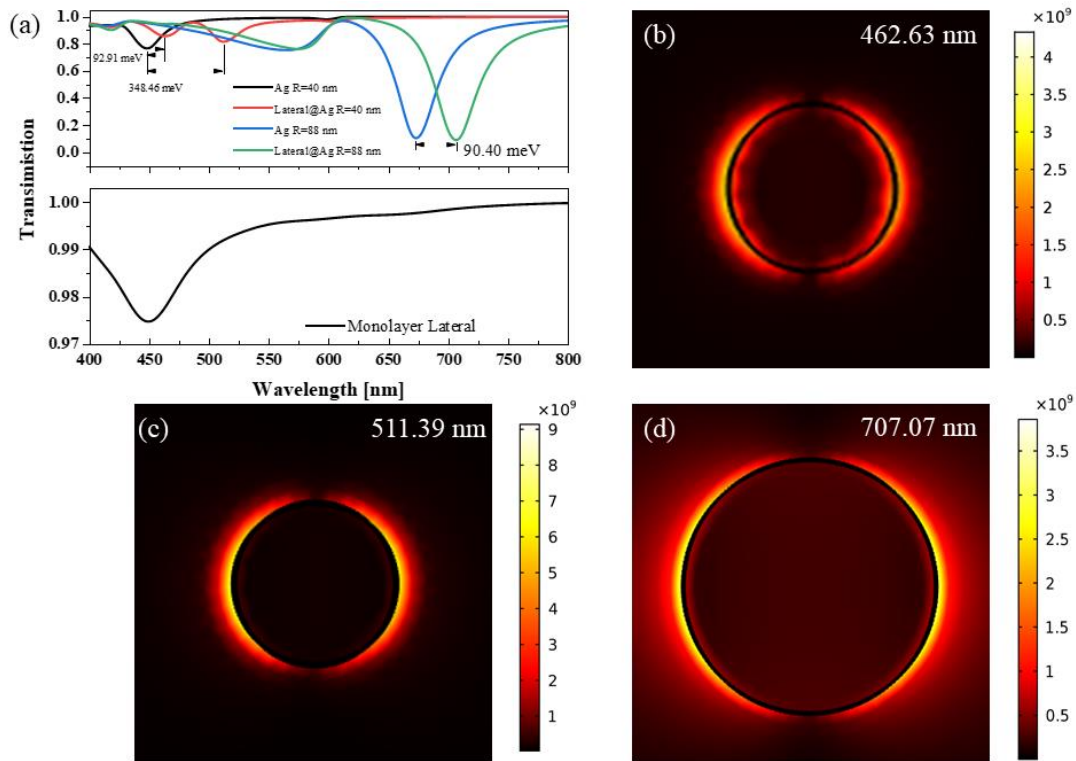 (a)
1.0
0.8
0.6
0.4
0.2
0.0
92.91 meV
348.46 meV
Ag R=40 nm
Lateral@Ag R=40 nm
Ag R=88 nm
Lateral@Ag R=88 nm
90.40 meV
Transimistion
1.00
0.99
0.98
0.97
Monolayer Lateral
400 450 500 550 600 650 700 750 800
Wavelength [nm]
(b)
462.63 nm
×10⁹
4
3.5
3
2.5
2
1.5
1
0.5
(c)
511.39 nm
×10⁹
9
8
7
6
5
4
3
2
1
(d)
707.07 nm
×10⁹
3.5
3
2.5
2
1.5
1
0.5